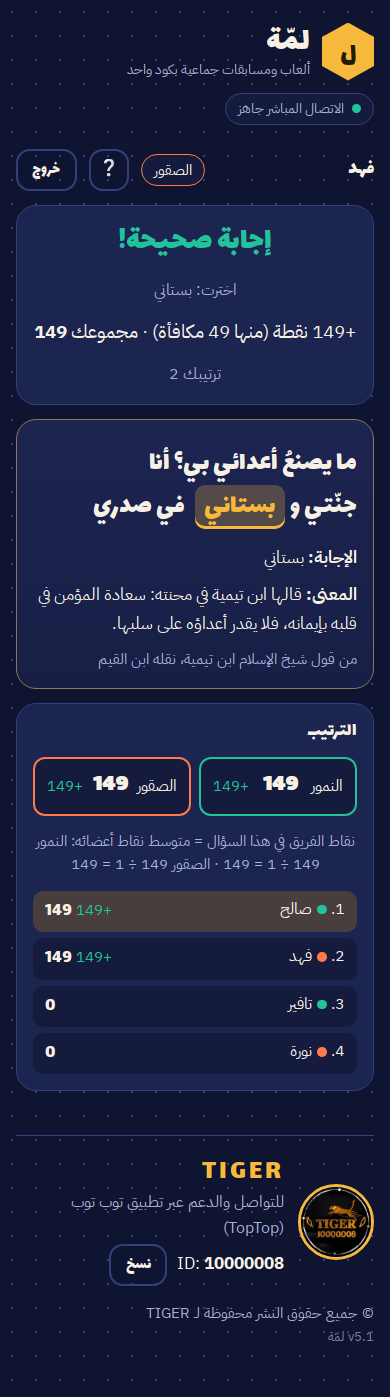 ل
لمّة
ألعاب ومسابقات جماعية بكود واحد
الاتصال المباشر جاهز
فهد
الصقور
?
خروج
إجابة صحيحة!
اخترت: بستاني
+149 نقطة (منها 49 مكافأة) · مجموعك 149
ترتيبك 2
ما يصنعُ أعدائي بي؟ أنا
جنّتي و بستاني في صدري
الإجابة: بستاني
المعنى: قالها ابن تيمية في محنته: سعادة المؤمن في
قلبه بإيمانه، فلا يقدر أعداؤه على سلبها.
من قول شيخ الإسلام ابن تيمية، نقله ابن القيم
الترتيب
النمور 149 +149
الصقور 149 +149
نقاط الفريق في هذا السؤال = متوسط نقاط أعضائه: النمور
149 ÷ 1 = 149 · الصقور 149 ÷ 1 = 149
1. صالح +149 149
2. فهد +149 149
3. تافير 0
4. نورة 0
TIGER
للتواصل والدعم عبر تطبيق توب توب
(TopTop)
ID: 10000008
نسخ
TIGER
10000008
© جميع حقوق النشر محفوظة لـ TIGER
لمّة v5.1